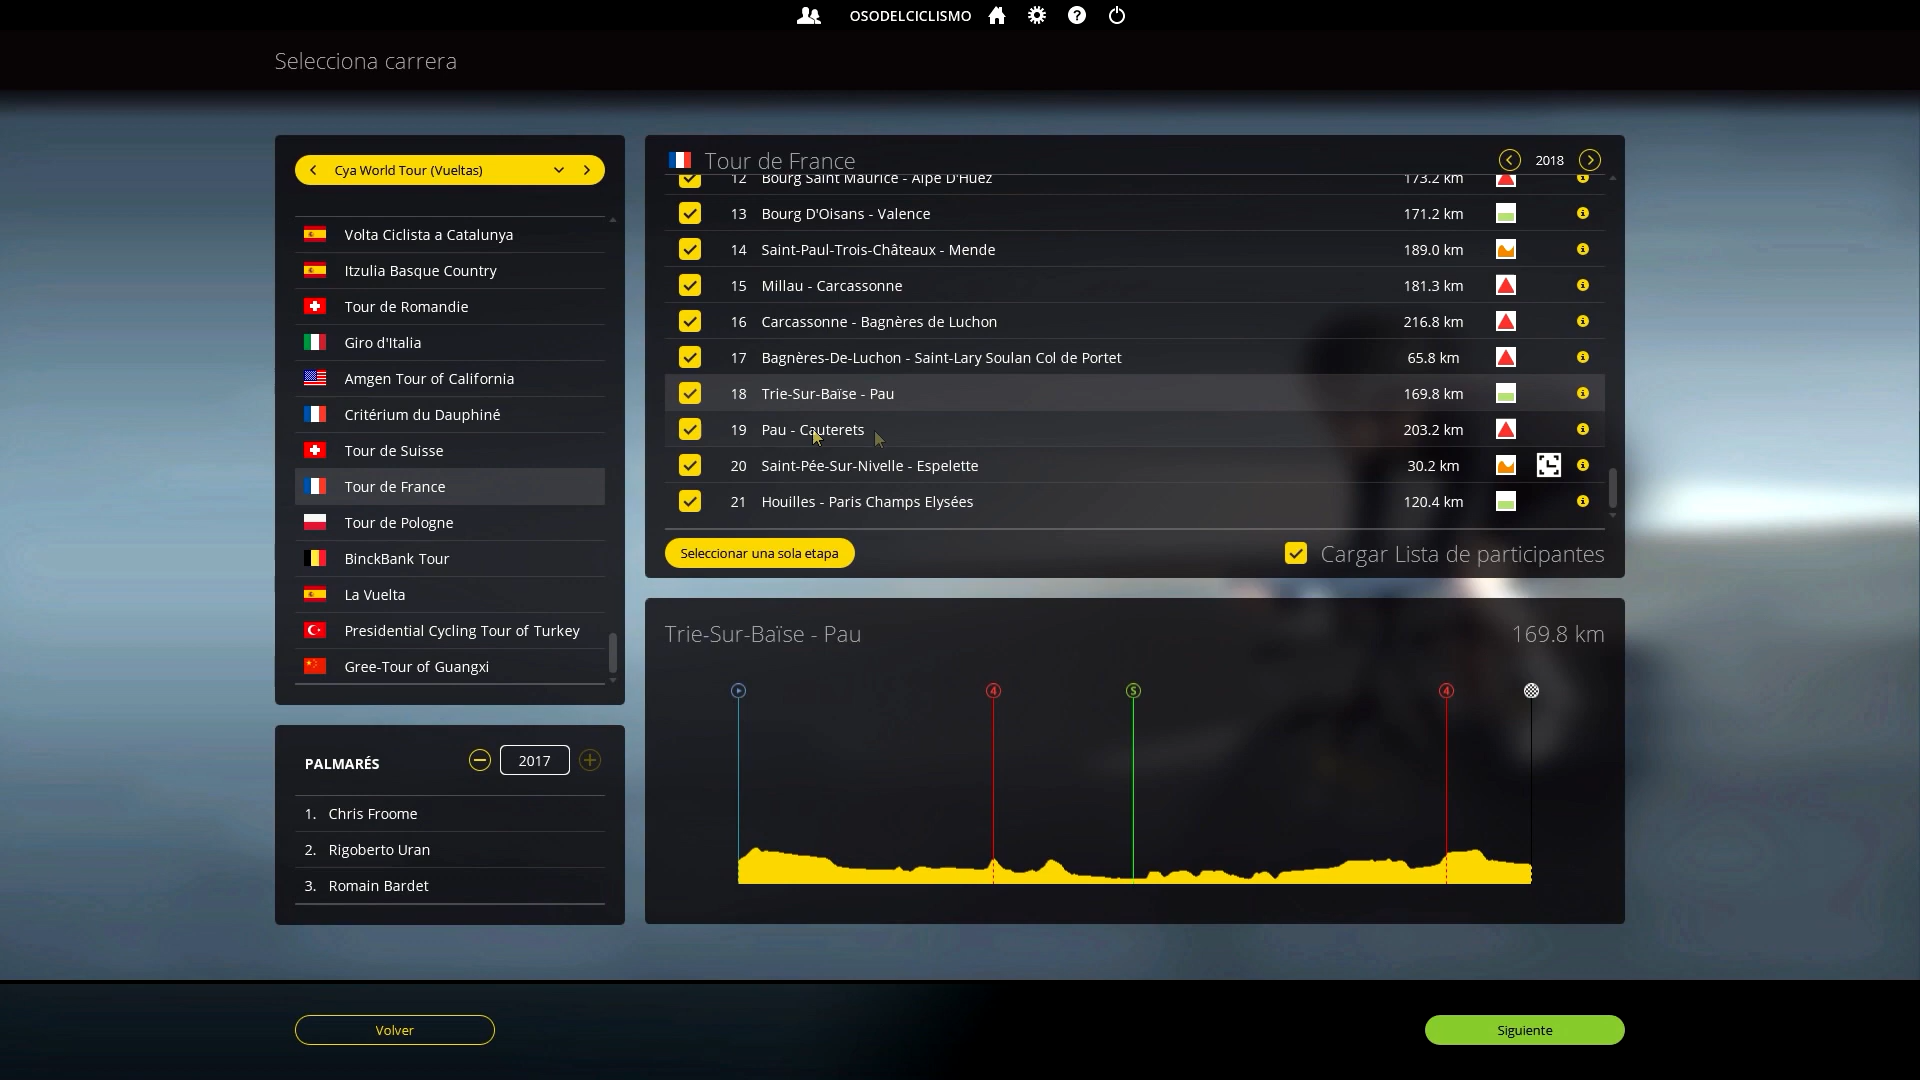 OSODELCICLISMO
Selecciona carrera
Cya World Tour (Vueltas)
Volta Ciclista a Catalunya
Itzulia Basque Country
Tour de Romandie
Giro d'Italia
Amgen Tour of California
Critérium du Dauphiné
Tour de Suisse
Tour de France
Tour de Pologne
BinckBank Tour
La Vuelta
Presidential Cycling Tour of Turkey
Gree-Tour of Guangxi
PALMARÉS 2017
1. Chris Froome
2. Rigoberto Uran
3. Romain Bardet
Tour de France 2018
12 Bourg Saint Maurice - Alpe D'Huez 173.2 km
13 Bourg D'Oisans - Valence 171.2 km
14 Saint-Paul-Trois-Châteaux - Mende 189.0 km
15 Millau - Carcassonne 181.3 km
16 Carcassonne - Bagnères de Luchon 216.8 km
17 Bagnères-De-Luchon - Saint-Lary Soulan Col de Portet 65.8 km
18 Trie-Sur-Baïse - Pau 169.8 km
19 Pau - Cauterets 203.2 km
20 Saint-Pée-Sur-Nivelle - Espelette 30.2 km
21 Houilles - Paris Champs Elysées 120.4 km
Seleccionar una sola etapa Cargar Lista de participantes
Trie-Sur-Baïse - Pau 169.8 km
4 S 4
Volver Siguiente